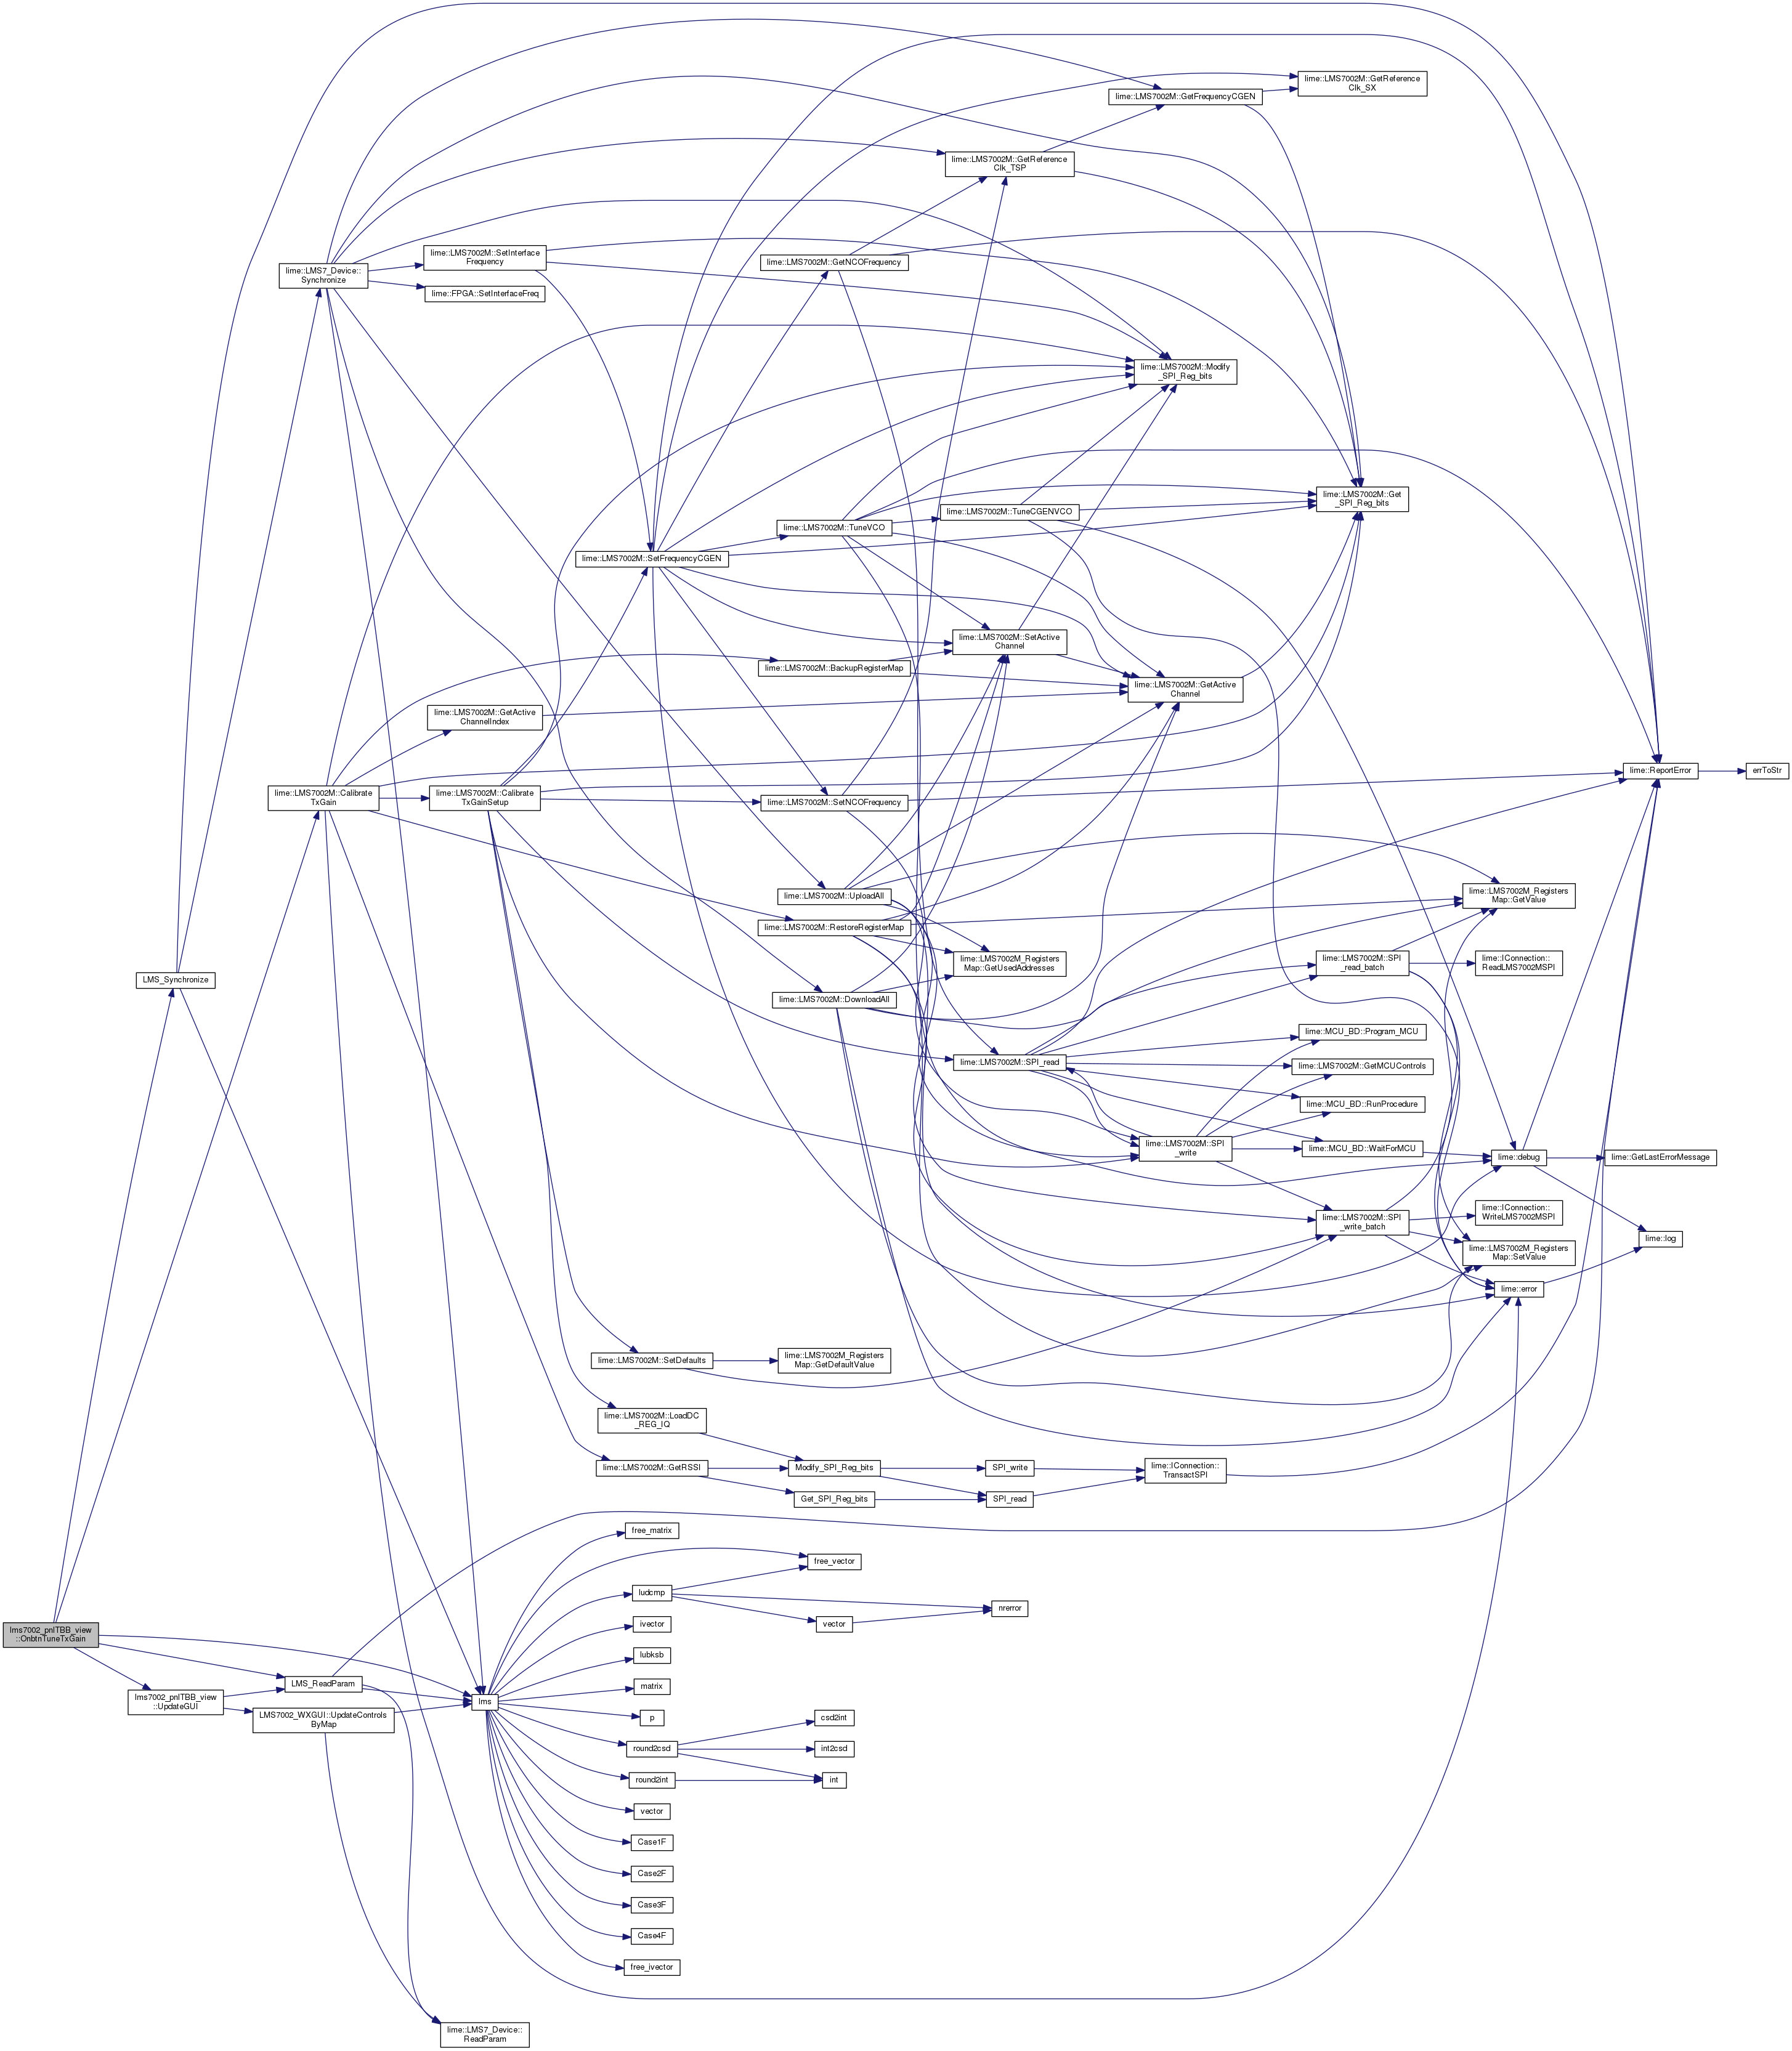 lime::LMS7002M::GetReference
Clk_SX
lime::LMS7002M::GetFrequencyCGEN
lime::LMS7002M::GetReference
Clk_TSP
lime::LMS7002M::SetInterface
Frequency
lime::LMS7002M::GetNCOFrequency
lime::LMS7_Device::
Synchronize
lime::FPGA::SetInterfaceFreq
lime::LMS7002M::Modify
_SPI_Reg_bits
lime::LMS7002M::Get
_SPI_Reg_bits
lime::LMS7002M::TuneCGENVCO
lime::LMS7002M::TuneVCO
lime::LMS7002M::SetFrequencyCGEN
lime::LMS7002M::SetActive
Channel
lime::LMS7002M::BackupRegisterMap
lime::LMS7002M::GetActive
Channel
lime::LMS7002M::GetActive
ChannelIndex
lime::ReportError
errToStr
lime::LMS7002M::Calibrate
TxGain
lime::LMS7002M::Calibrate
TxGainSetup
lime::LMS7002M::SetNCOFrequency
lime::LMS7002M::UploadAll
lime::LMS7002M_Registers
Map::GetValue
lime::LMS7002M::RestoreRegisterMap
lime::LMS7002M_Registers
Map::GetUsedAddresses
lime::LMS7002M::SPI
_read_batch
lime::IConnection::
ReadLMS7002MSPI
LMS_Synchronize
lime::LMS7002M::DownloadAll
lime::MCU_BD::Program_MCU
lime::LMS7002M::SPI_read
lime::LMS7002M::GetMCUControls
lime::MCU_BD::RunProcedure
lime::LMS7002M::SPI
_write
lime::MCU_BD::WaitForMCU
lime::debug
lime::GetLastErrorMessage
lime::LMS7002M::SPI
_write_batch
lime::IConnection::
WriteLMS7002MSPI
lime::log
lime::LMS7002M_Registers
Map::SetValue
lime::error
lime::LMS7002M::SetDefaults
lime::LMS7002M_Registers
Map::GetDefaultValue
lime::LMS7002M::LoadDC
_REG_IQ
lime::LMS7002M::GetRSSI
Modify_SPI_Reg_bits
SPI_write
lime::IConnection::
TransactSPI
Get_SPI_Reg_bits
SPI_read
free_matrix
free_vector
ludcmp
nrerror
ivector
vector
lms7002_pnlTBB_view
::OnbtnTuneTxGain
lubksb
LMS_ReadParam
matrix
lms7002_pnlTBB_view
::UpdateGUI
lms
LMS7002_WXGUI::UpdateControls
ByMap
p
csd2int
round2csd
int2csd
round2int
int
vector
Case1F
Case2F
Case3F
Case4F
free_ivector
lime::LMS7_Device::
ReadParam